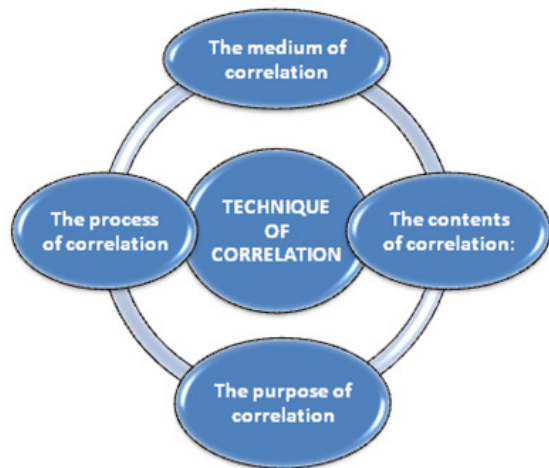 The medium of
correlation
The process
of correlation
TECHNIQUE
OF
CORRELATION
The contents
of correlation:
The purpose of
correlation